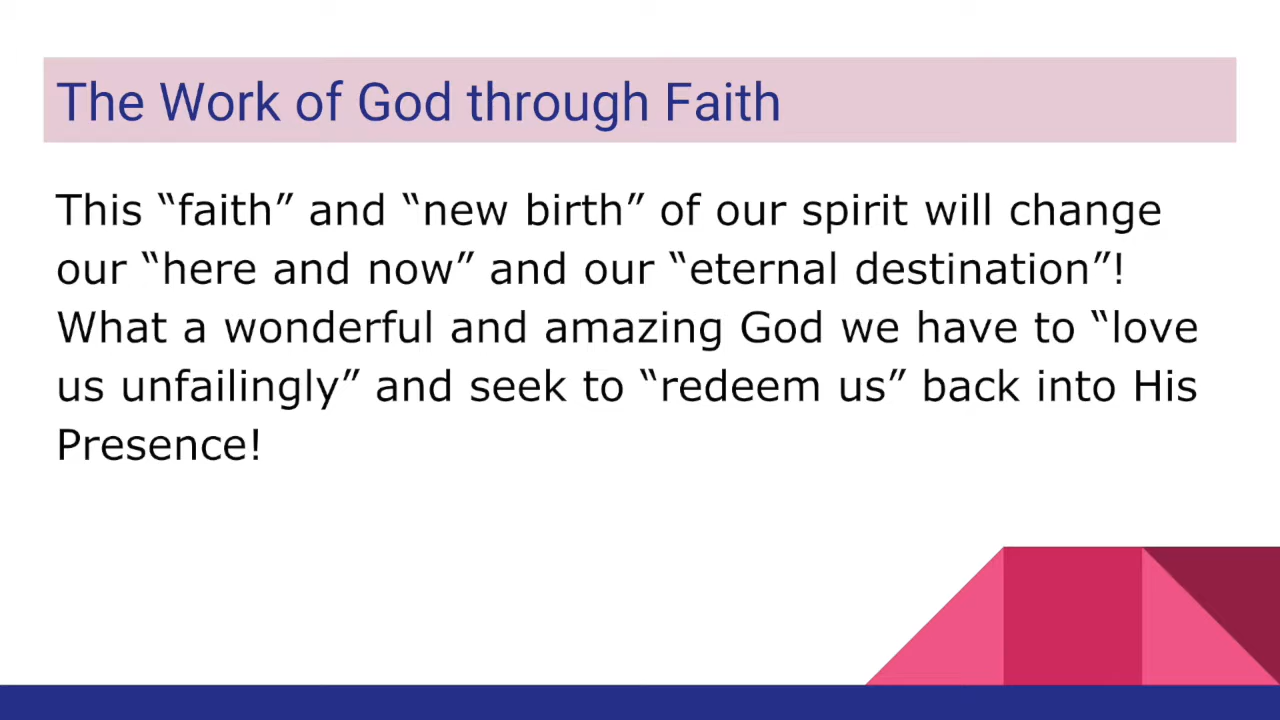 The Work of God through Faith
This “faith” and “new birth” of our spirit will change
our “here and now” and our “eternal destination”!
What a wonderful and amazing God we have to “love
us unfailingly” and seek to “redeem us” back into His
Presence!